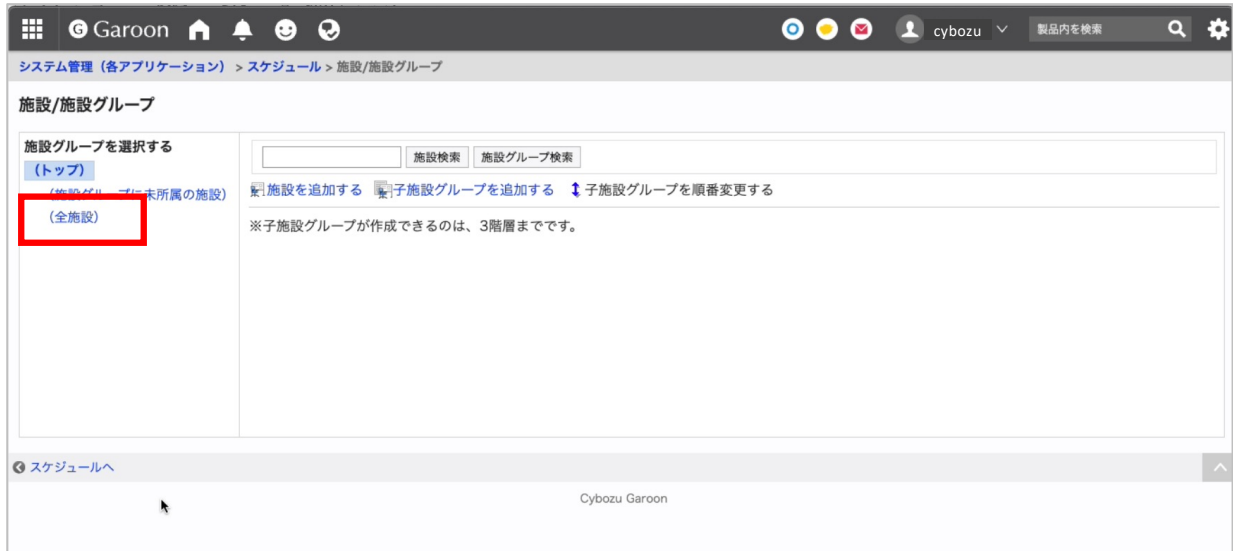 Garoon
cybozu
製品内を検索
システム管理（各アプリケーション） > スケジュール > 施設/施設グループ
施設/施設グループ
施設グループを選択する
（トップ）
（施設グループに未所属の施設）
（全施設）
施設検索 施設グループ検索
施設を追加する 子施設グループを追加する 子施設グループを順番変更する
※子施設グループが作成できるのは、3階層までです。
スケジュールへ
Cybozu Garoon